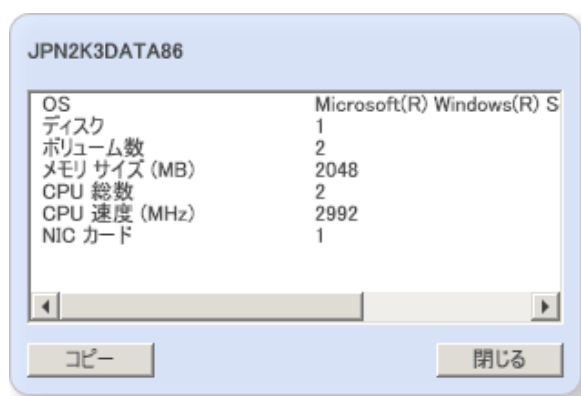 JPN2K3DATA86
OS Microsoft(R) Windows(R) S
ディスク 1
ボリューム数 2
メモリ サイズ (MB) 2048
CPU 総数 2
CPU 速度 (MHz) 2992
NIC カード 1
コピー 閉じる